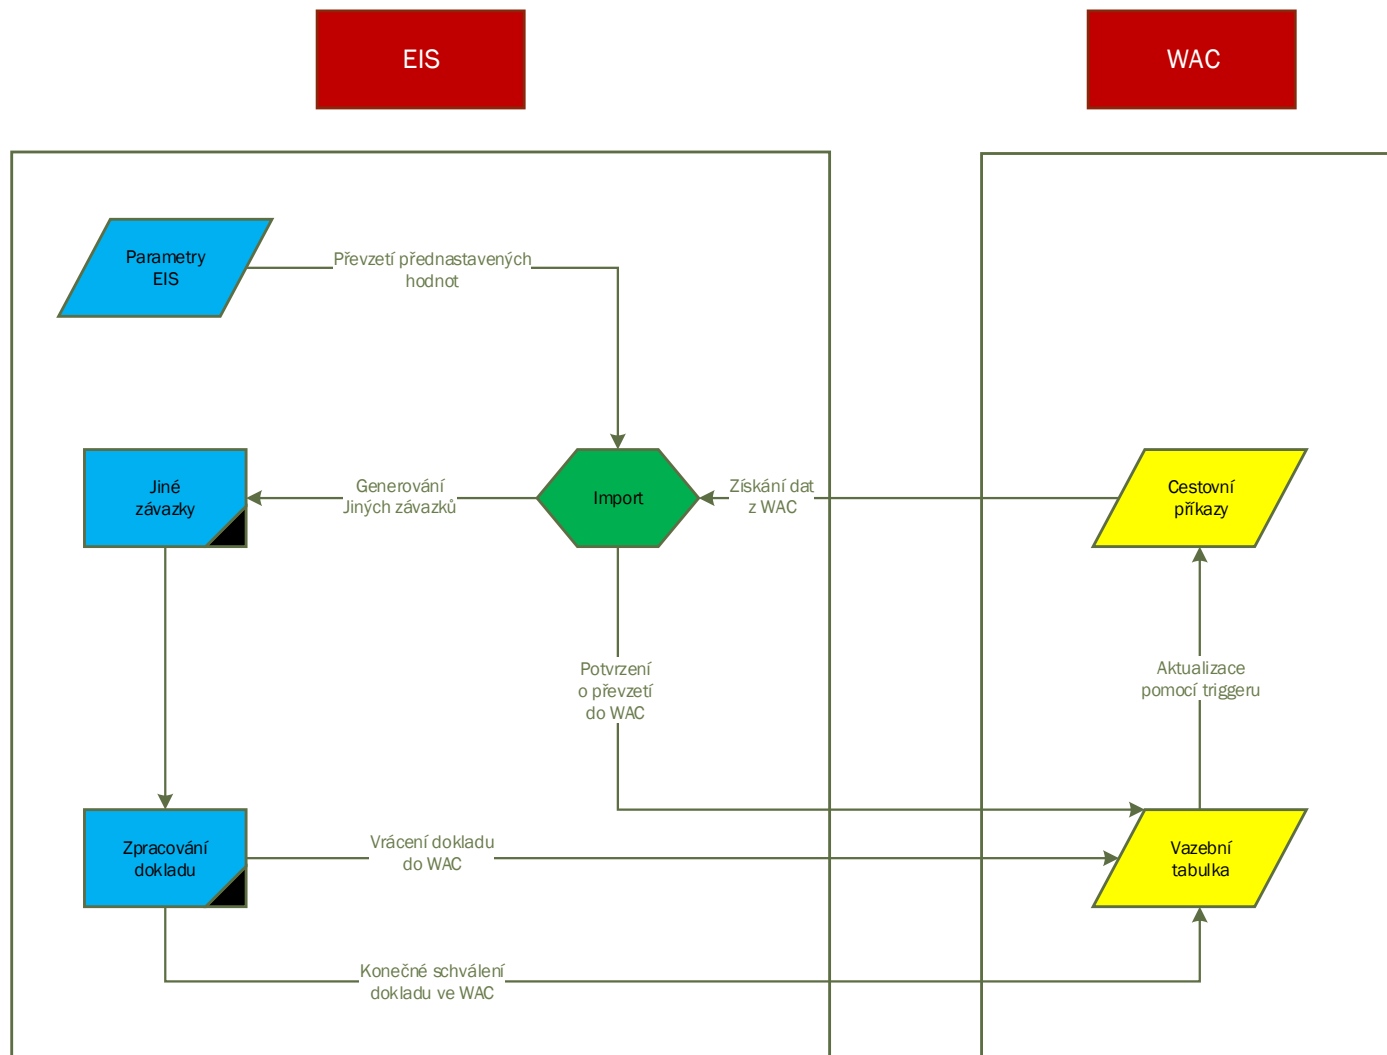 EIS
WAC
Parametry
EIS
Převzetí přednastavených
hodnot
Jiné
závazky
Generování
Jiných závazků
Import
Získání dat
z WAC
Cestovní
příkazy
Potvrzení
o převzetí
do WAC
Aktualizace
pomocí triggeru
Zpracování
dokladu
Vrácení dokladu
do WAC
Vazební
tabulka
Konečné schválení
dokladu ve WAC